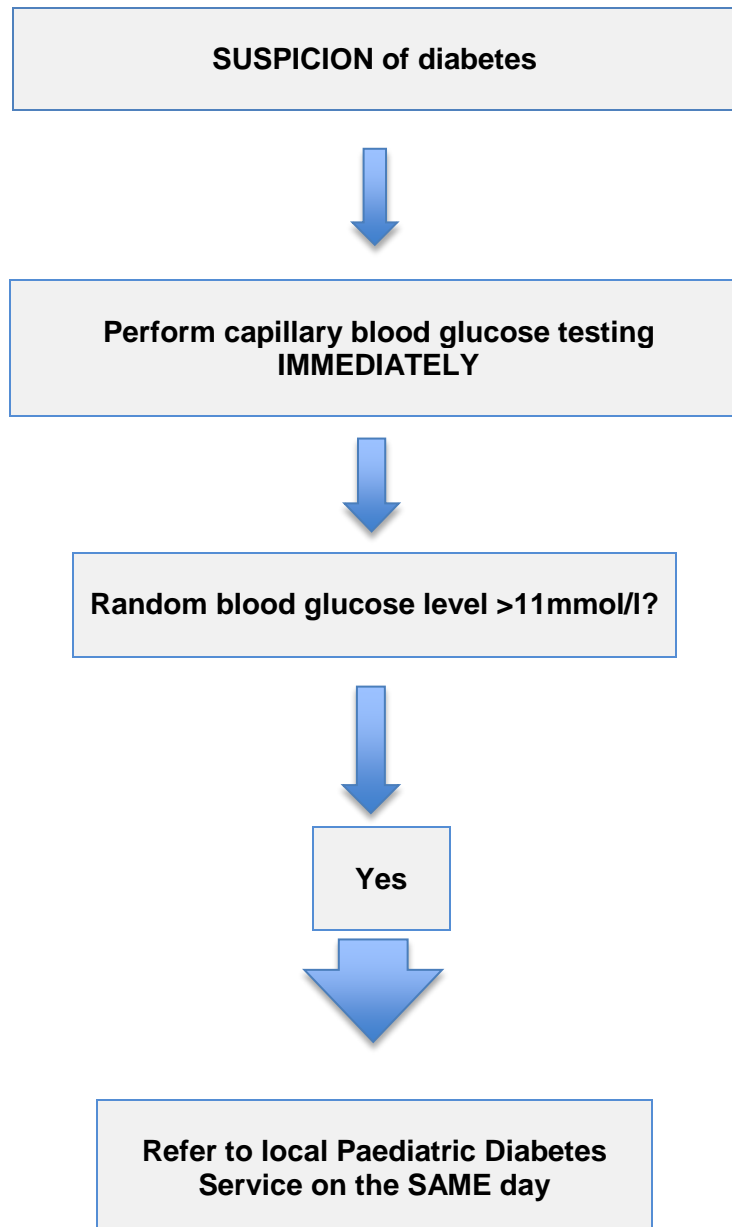 SUSPICION of diabetes
Perform capillary blood glucose testing
IMMEDIATELY
Random blood glucose level >11mmol/l?
Yes
Refer to local Paediatric Diabetes
Service on the SAME day